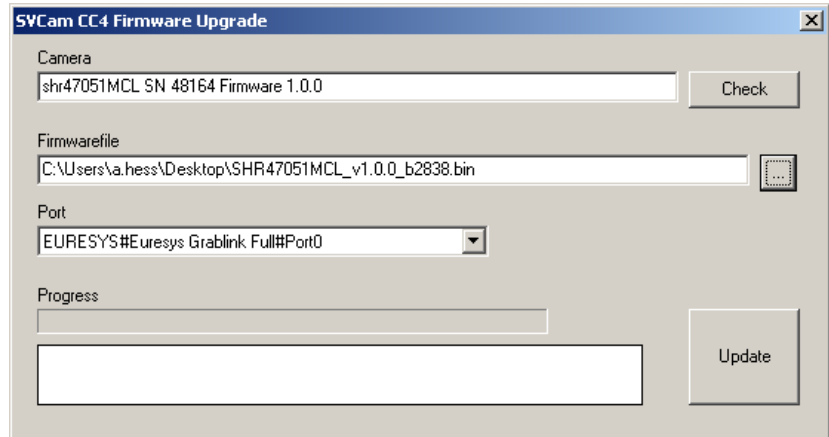 SVCam CC4 Firmware Upgrade
Camera
shr47051MCL SN 48164 Firmware 1.0.0
Check
Firmwarefile
C:\Users\a.hess\Desktop\SHR47051MCL_v1.0.0_b2838.bin
...
Port
EURESYS#Euresys Grablink Full#Port0
Progress
Update